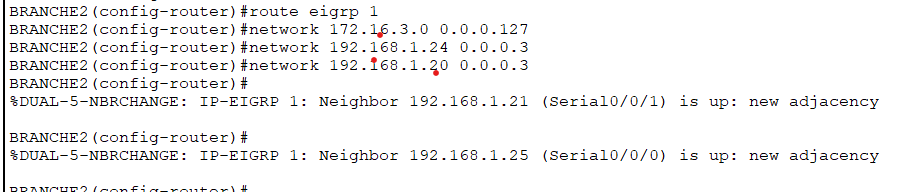 BRANCHE2(config-router)#route eigrp 1
BRANCHE2(config-router)#network 172.16.3.0 0.0.0.127
BRANCHE2(config-router)#network 192.168.1.24 0.0.0.3
BRANCHE2(config-router)#network 192.168.1.20 0.0.0.3
BRANCHE2(config-router)#
%DUAL-5-NBRCHANGE: IP-EIGRP 1: Neighbor 192.168.1.21 (Serial0/0/1) is up: new adjacency
BRANCHE2(config-router)#
%DUAL-5-NBRCHANGE: IP-EIGRP 1: Neighbor 192.168.1.25 (Serial0/0/0) is up: new adjacency
BRANCHE2(config-router)#